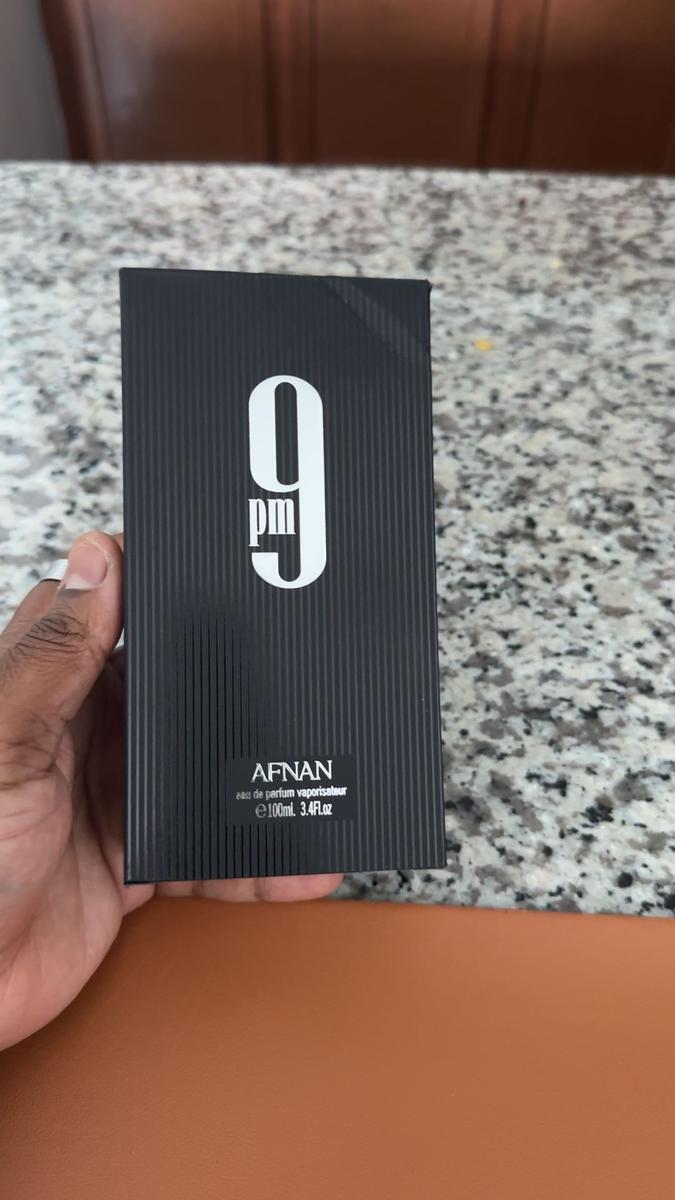 9
pm
AFNAN
eau de parfum vaporisateur
℮100ml. 3.4Fl.oz